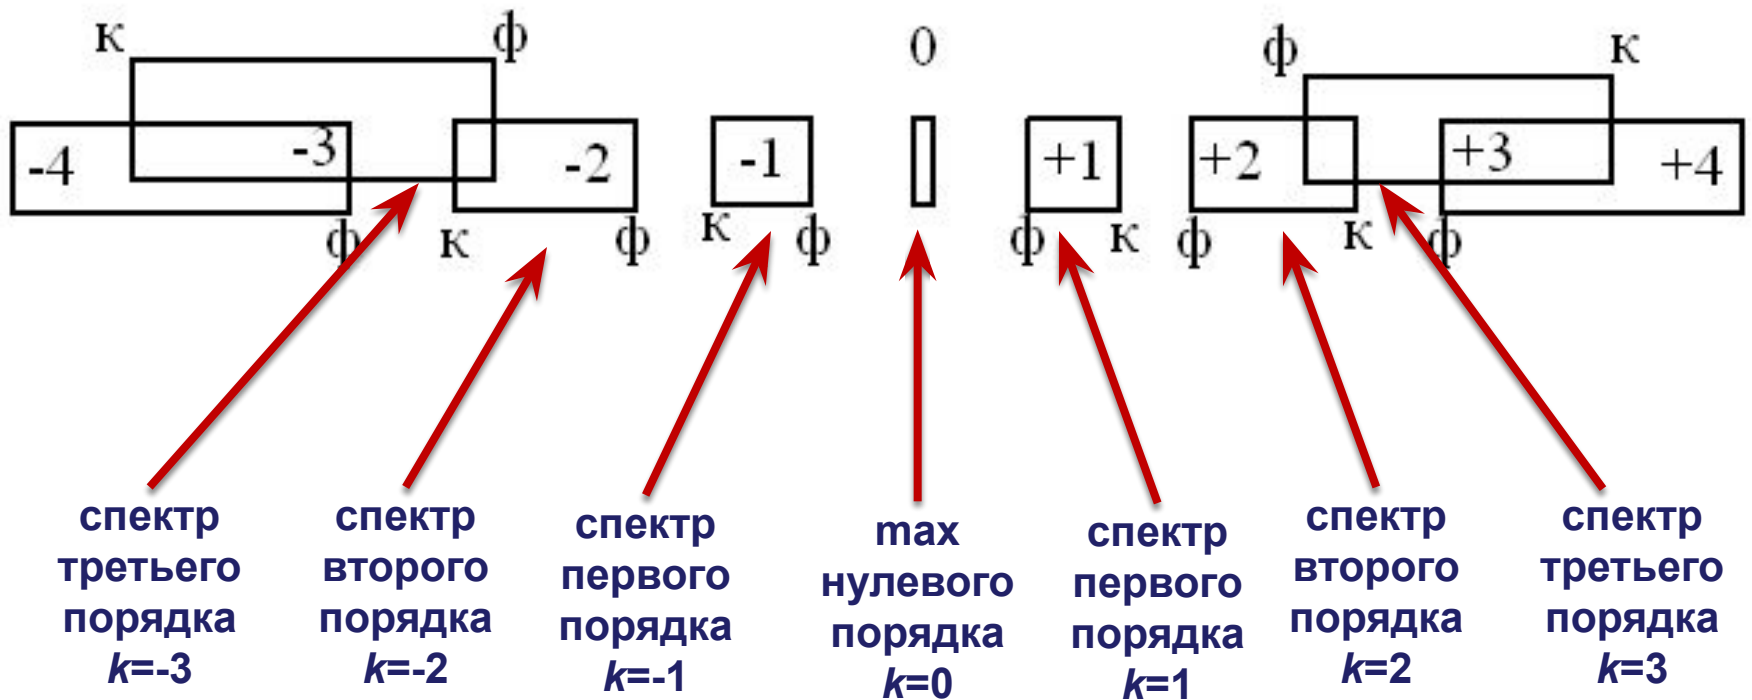 к ф 0 ф к
-4 -3 -2 -1 +1 +2 +3 +4
ф к ф к ф ф к ф к ф
спектр
третьего
порядка
k=-3
спектр
второго
порядка
k=-2
спектр
первого
порядка
k=-1
max
нулевого
порядка
k=0
спектр
первого
порядка
k=1
спектр
второго
порядка
k=2
спектр
третьего
порядка
k=3